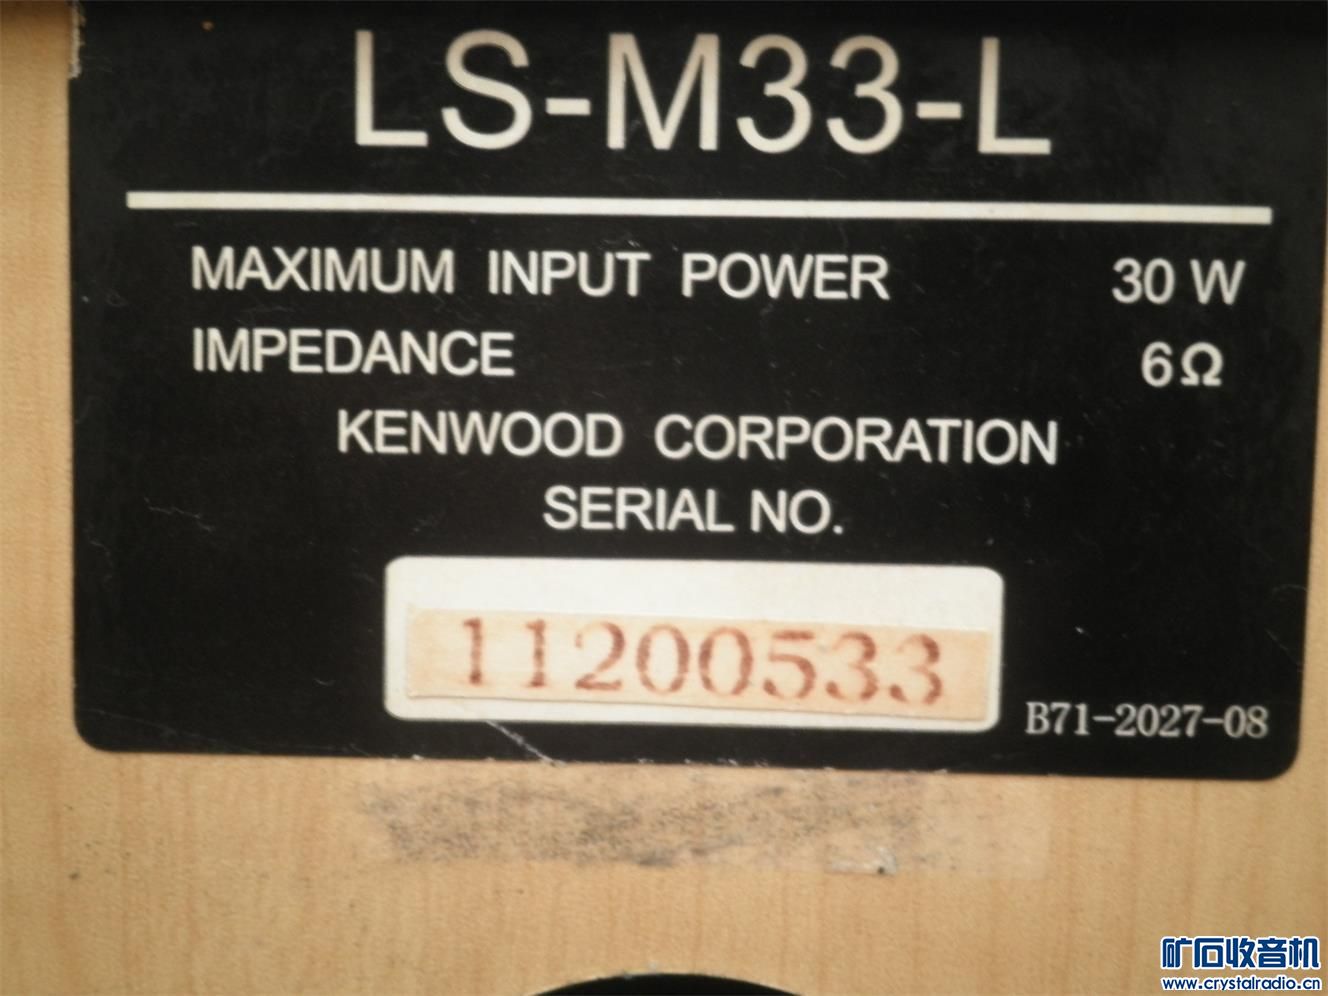 LS-M33-L
MAXIMUM INPUT POWER 30 W
IMPEDANCE 6Ω
KENWOOD CORPORATION
SERIAL NO.
11200533
B71-2027-08
矿石收音机
www.crystalradio.cn